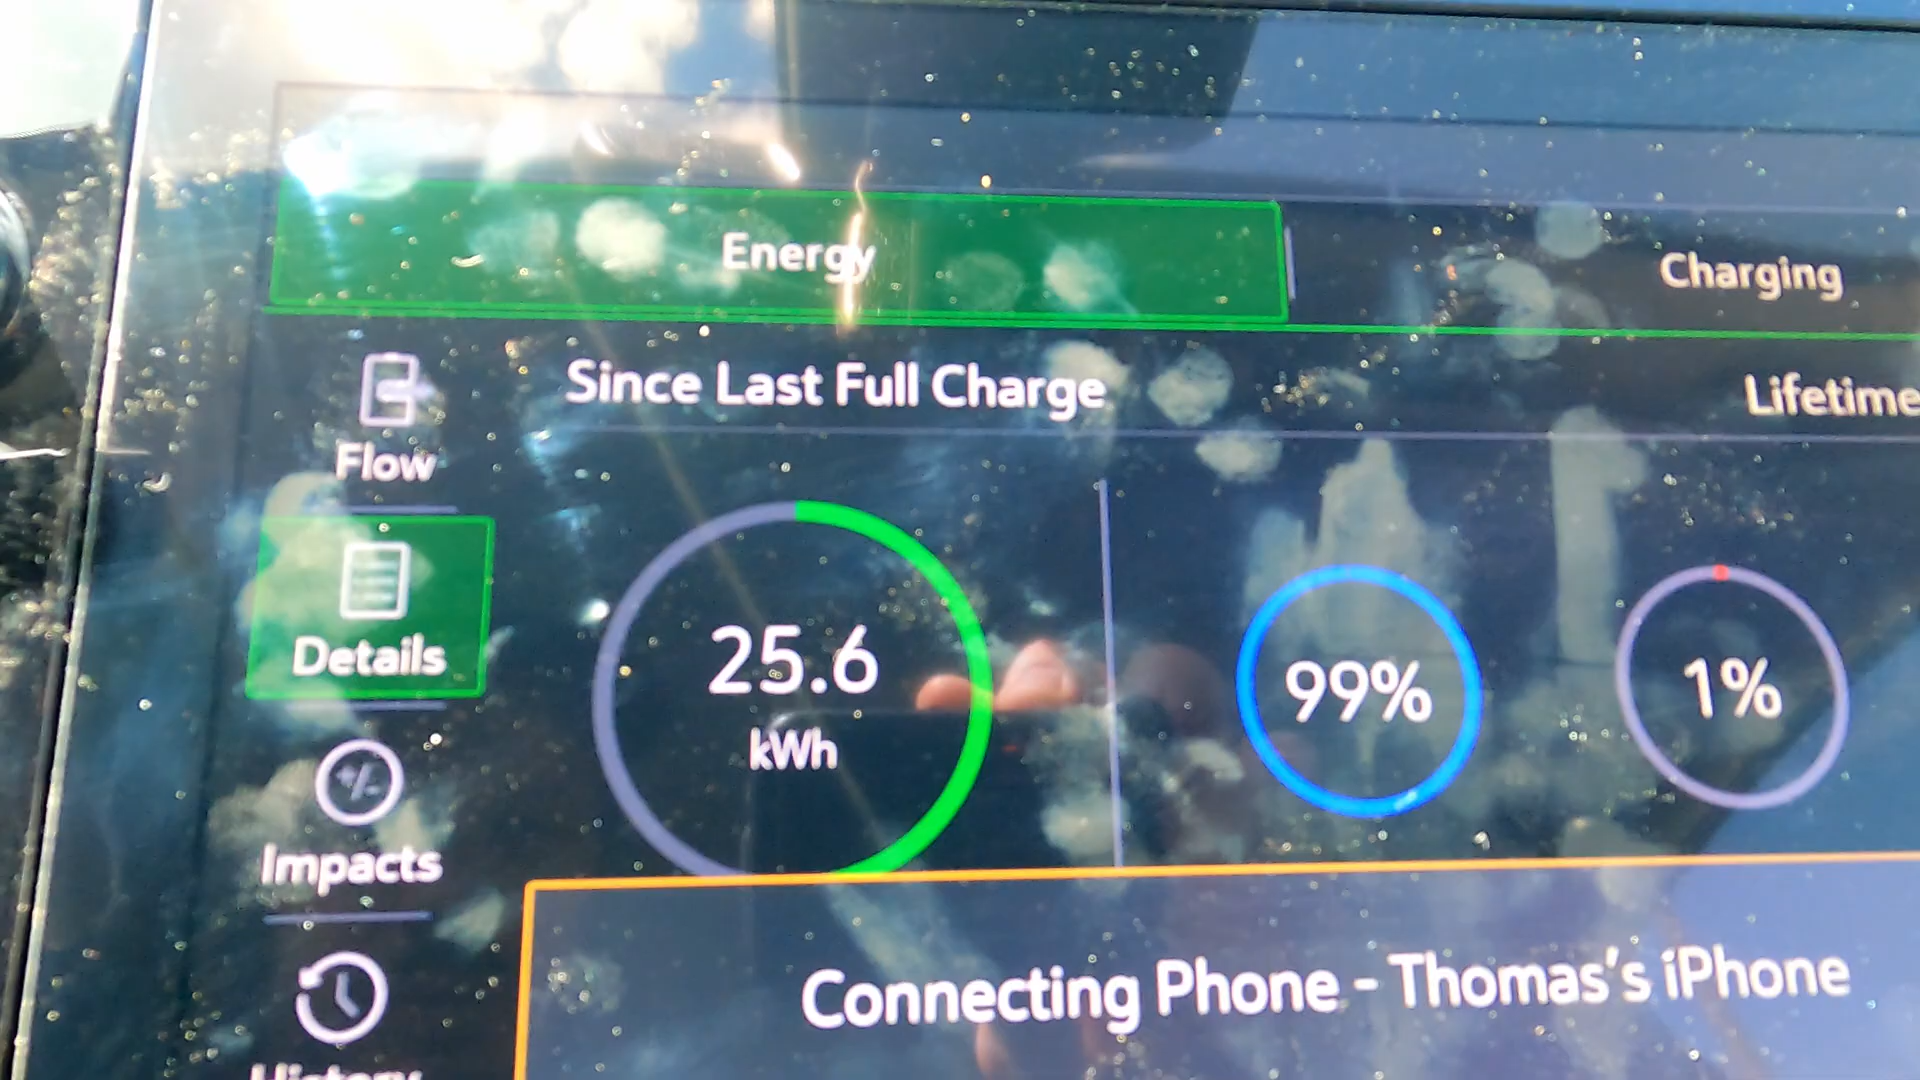 Energy
Charging
Since Last Full Charge
Lifetime
Flow
Details
Impacts
History
25.6
kWh
99%
1%
Connecting Phone - Thomas's iPhone